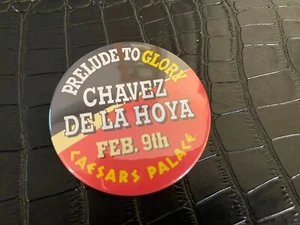 PRELUDE TO GLORY
CHAVEZ
DE LA HOYA
FEB. 9th
CAESARS PALACE